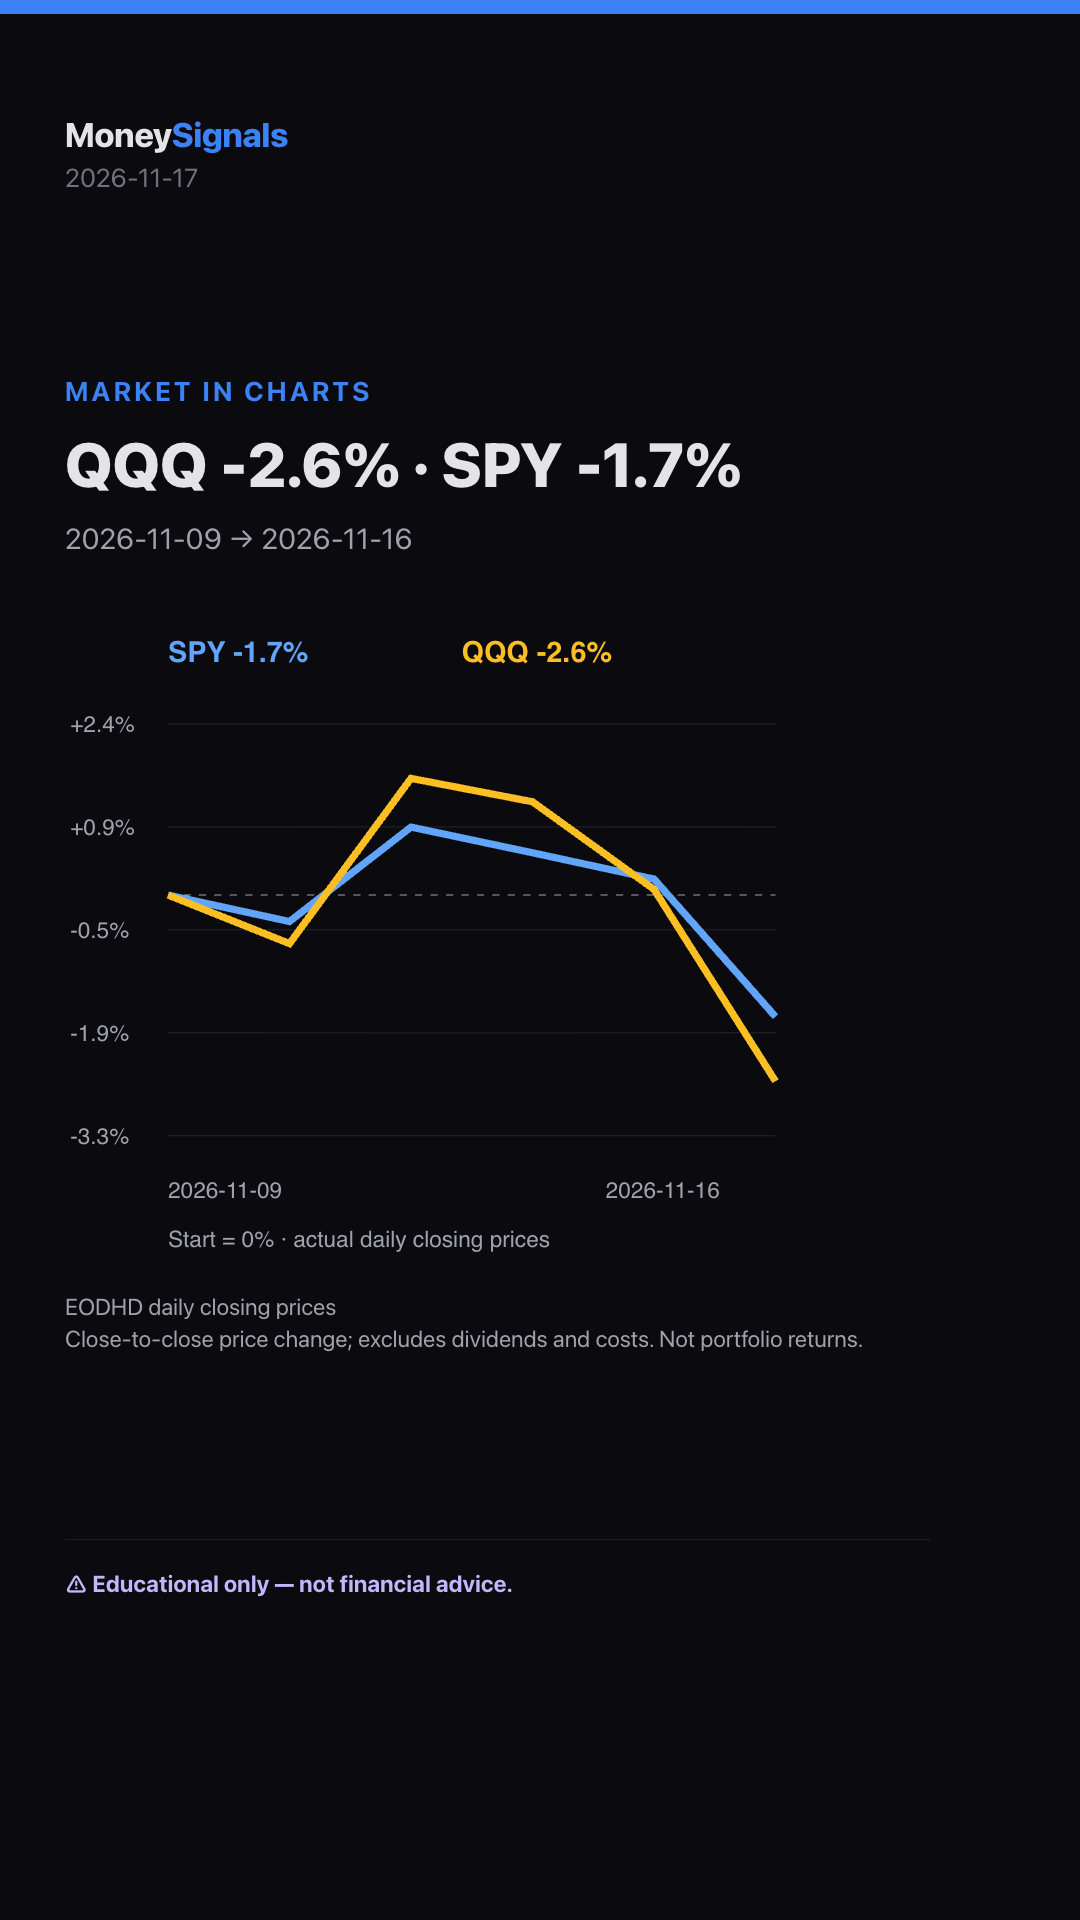 MoneySignals
2026-11-17
MARKET IN CHARTS
QQQ -2.6% · SPY -1.7%
2026-11-09 → 2026-11-16
SPY -1.7% QQQ -2.6%
+2.4%
+0.9%
-0.5%
-1.9%
-3.3%
2026-11-09 2026-11-16
Start = 0% · actual daily closing prices
EODHD daily closing prices
Close-to-close price change; excludes dividends and costs. Not portfolio returns.
⚠ Educational only — not financial advice.